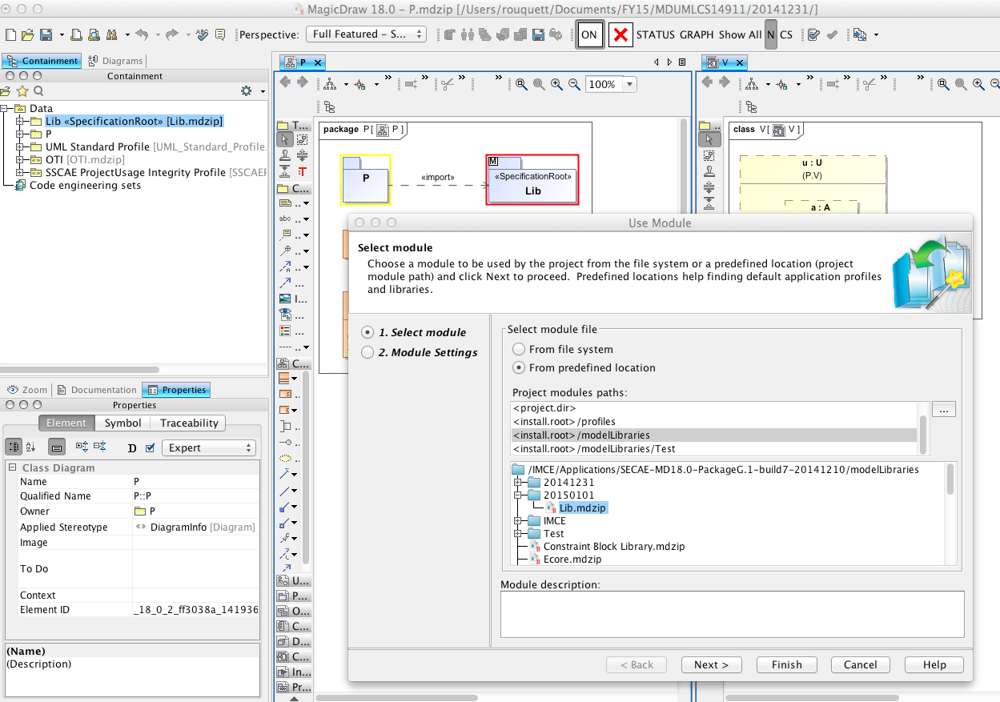 MagicDraw 18.0 - P.mdzip [/Users/rouquett/Documents/FY15/MDUMLCS14911/20141231/]
Perspective: Full Featured - S... ON STATUS GRAPH Show All N CS
Containment Diagrams
Containment
Data
Lib «SpecificationRoot» [Lib.mdzip]
P
UML Standard Profile [UML_Standard_Profile.
OTI [OTI.mdzip]
SSCAE ProjectUsage Integrity Profile [SSCAEP
Code engineering sets
Zoom Documentation Properties
Properties
Element Symbol Traceability
D Expert
Class Diagram
Name P
Qualified Name P::P
Owner P
Applied Stereotype «» DiagramInfo [Diagram]
Image
To Do
Context
Element ID _18_0_2_ff3038a_141936
(Name)
(Description)
P
100%
T...
C...
abc ..
I...
C...
U...
P...
O...
C...
D...
C...
In...
Pr...
package P [ P ]
P
«import»
M
«SpecificationRoot»
Lib
V
class V [ V ]
u : U
(P.V)
a : A
Use Module
Select module
Choose a module to be used by the project from the file system or a predefined location (project
module path) and click Next to proceed. Predefined locations help finding default application profiles
and libraries.
1. Select module
2. Module Settings
Select module file
From file system
From predefined location
Project modules paths:
<project.dir>
<install.root>/profiles
<install.root>/modelLibraries
<install.root>/modelLibraries/Test
...
/IMCE/Applications/SECAE-MD18.0-PackageG.1-build7-20141210/modelLibraries
20141231
20150101
Lib.mdzip
IMCE
Test
Constraint Block Library.mdzip
Ecore.mdzip
Module description:
< Back Next > Finish Cancel Help